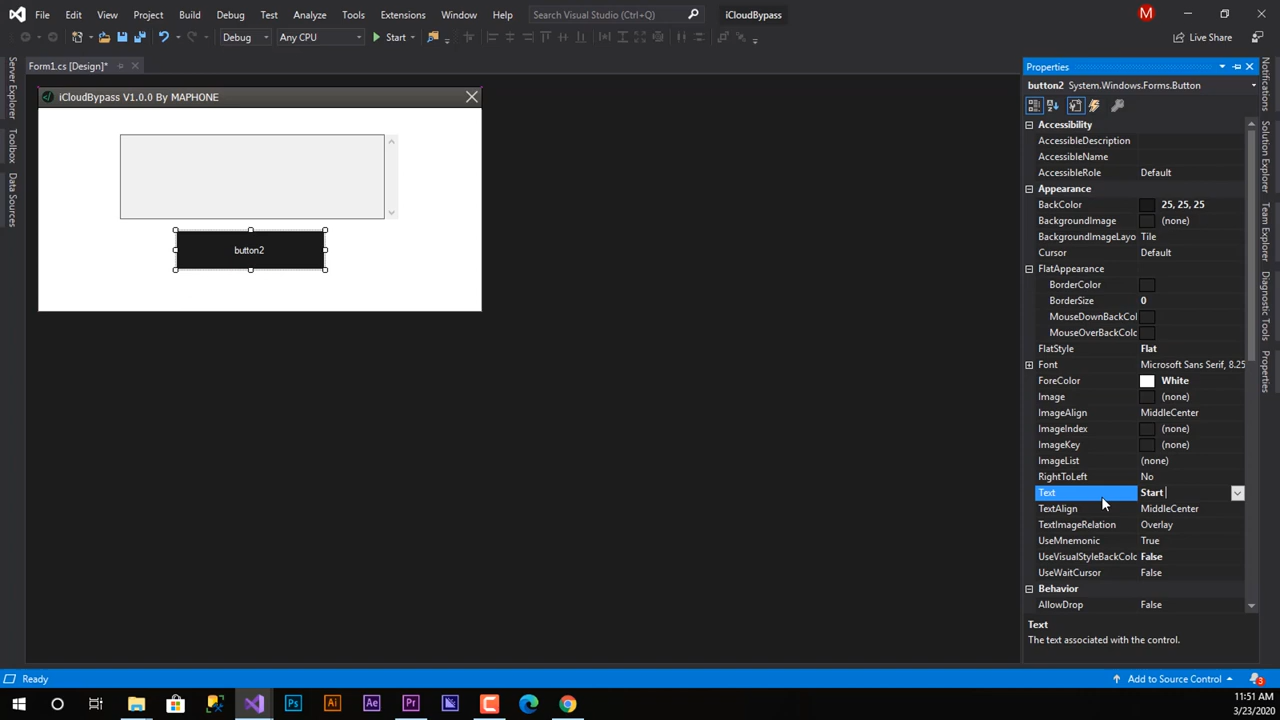 File Edit View Project Build Debug Test Analyze Tools Extensions Window Help Search Visual Studio (Ctrl+Q) iCloudBypass M
Debug Any CPU Start Live Share
Form1.cs [Design]*
Server Explorer
Toolbox
Data Sources
iCloudBypass V1.0.0 By MAPHONE
button2
Properties
button2 System.Windows.Forms.Button
Accessibility
AccessibleDescription
AccessibleName
AccessibleRole Default
Appearance
BackColor 25, 25, 25
BackgroundImage (none)
BackgroundImageLayo Tile
Cursor Default
FlatAppearance
BorderColor
BorderSize 0
MouseDownBackCol
MouseOverBackColc
FlatStyle Flat
Font Microsoft Sans Serif, 8.25
ForeColor White
Image (none)
ImageAlign MiddleCenter
ImageIndex (none)
ImageKey (none)
ImageList (none)
RightToLeft No
Text Start
TextAlign MiddleCenter
TextImageRelation Overlay
UseMnemonic True
UseVisualStyleBackColc False
UseWaitCursor False
Behavior
AllowDrop False
Text
The text associated with the control.
Notifications
Solution Explorer
Team Explorer
Diagnostic Tools
Properties
Ready Add to Source Control 3
Ps Ai Ae Pr
11:51 AM
3/23/2020